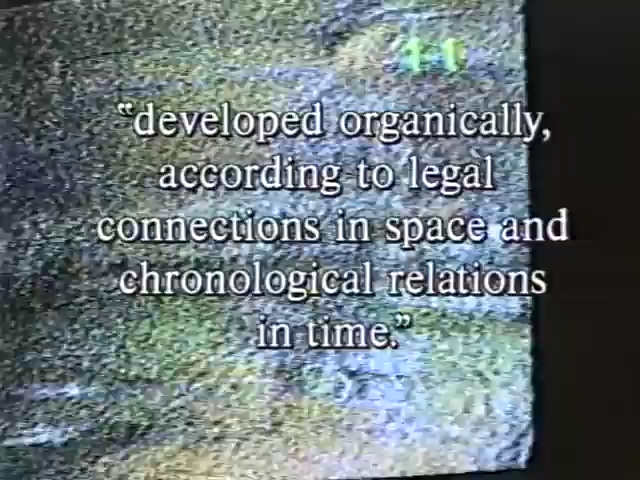 “developed organically,
according to legal
connections in space and
chronological relations
in time.”